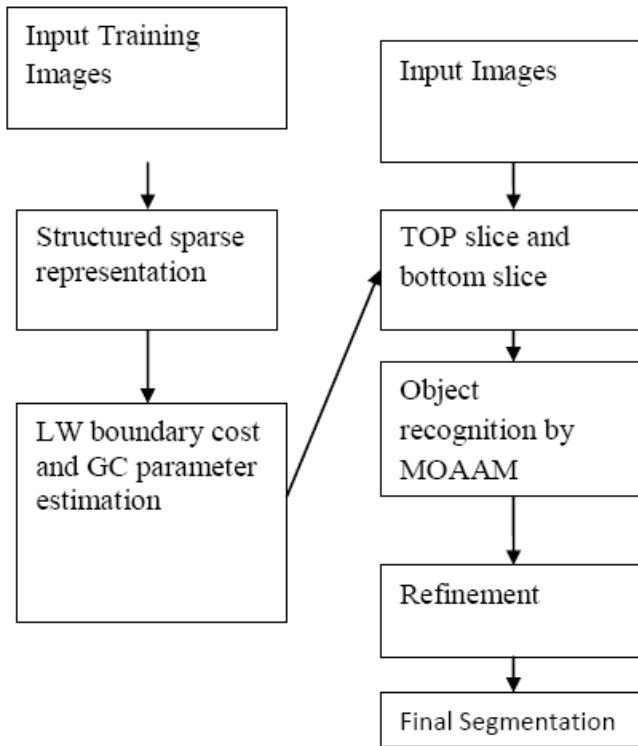 Input Training
Images
Structured sparse
representation
LW boundary cost
and GC parameter
estimation
Input Images
TOP slice and
bottom slice
Object
recognition by
MOAAM
Refinement
Final Segmentation